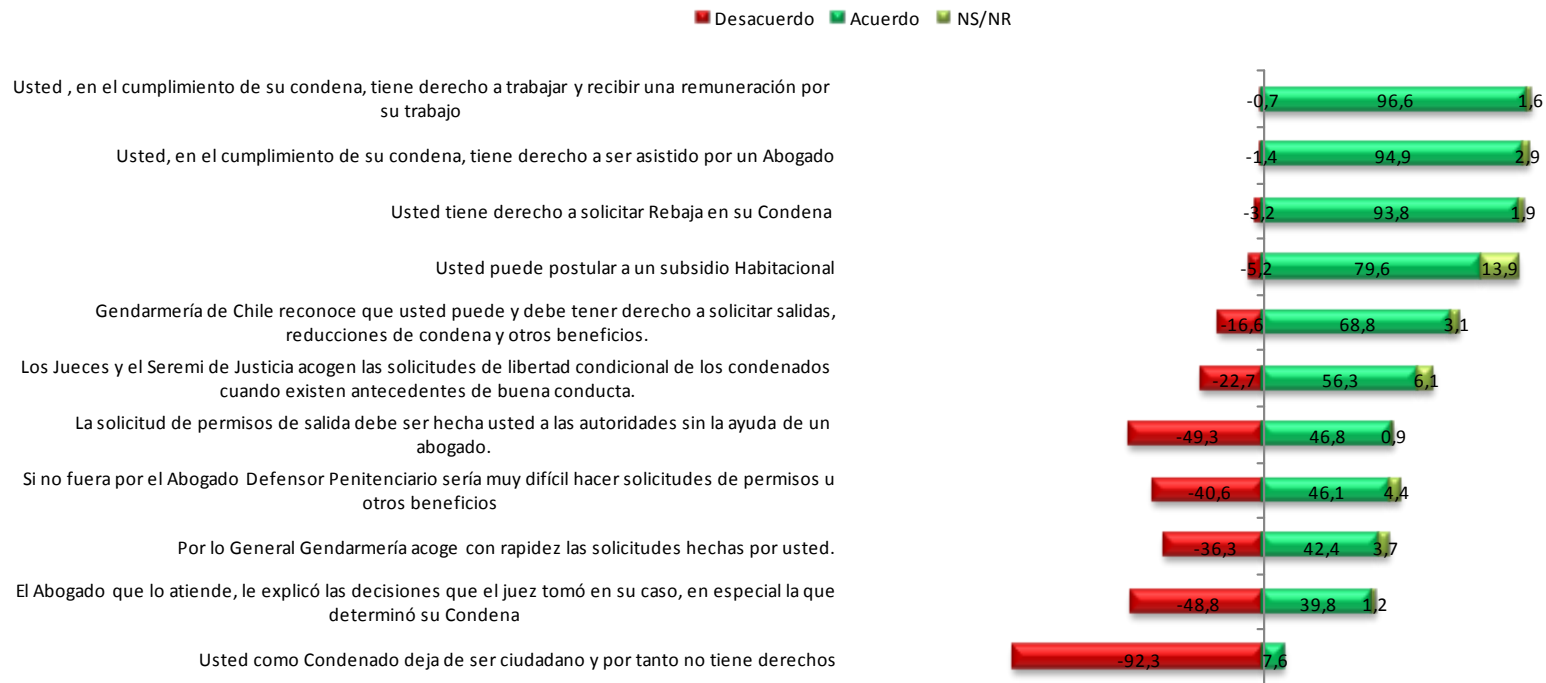 Desacuerdo Acuerdo NS/NR
Usted , en el cumplimiento de su condena, tiene derecho a trabajar y recibir una remuneración por
su trabajo
-0,7 96,6 1,6
Usted, en el cumplimiento de su condena, tiene derecho a ser asistido por un Abogado
-1,4 94,9 2,9
Usted tiene derecho a solicitar Rebaja en su Condena
-3,2 93,8 1,9
Usted puede postular a un subsidio Habitacional
-5,2 79,6 13,9
Gendarmería de Chile reconoce que usted puede y debe tener derecho a solicitar salidas,
reducciones de condena y otros beneficios.
-16,6 68,8 3,1
Los Jueces y el Seremi de Justicia acogen las solicitudes de libertad condicional de los condenados
cuando existen antecedentes de buena conducta.
-22,7 56,3 6,1
La solicitud de permisos de salida debe ser hecha usted a las autoridades sin la ayuda de un
abogado.
-49,3 46,8 0,9
Si no fuera por el Abogado Defensor Penitenciario sería muy difícil hacer solicitudes de permisos u
otros beneficios
-40,6 46,1 4,4
Por lo General Gendarmería acoge con rapidez las solicitudes hechas por usted.
-36,3 42,4 3,7
El Abogado que lo atiende, le explicó las decisiones que el juez tomó en su caso, en especial la que
determinó su Condena
-48,8 39,8 1,2
Usted como Condenado deja de ser ciudadano y por tanto no tiene derechos
-92,3 7,6